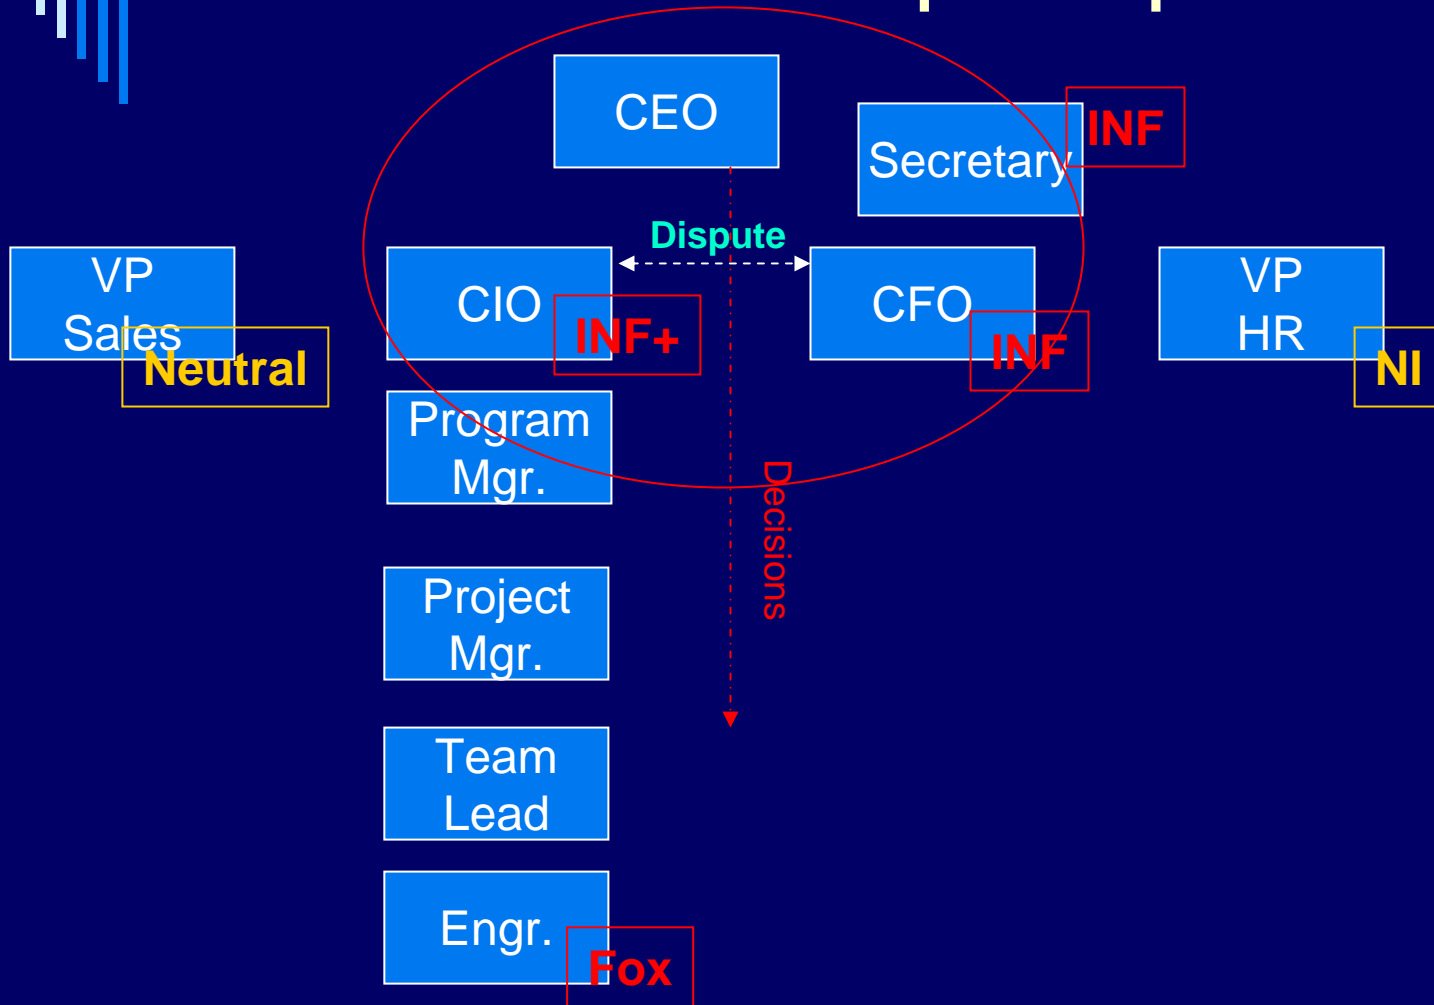 CEO
Secretary
INF
Dispute
VP
Sales
Neutral
CIO
INF+
CFO
INF
VP
HR
NI
Program
Mgr.
Decisions
Project
Mgr.
Team
Lead
Engr.
Fox